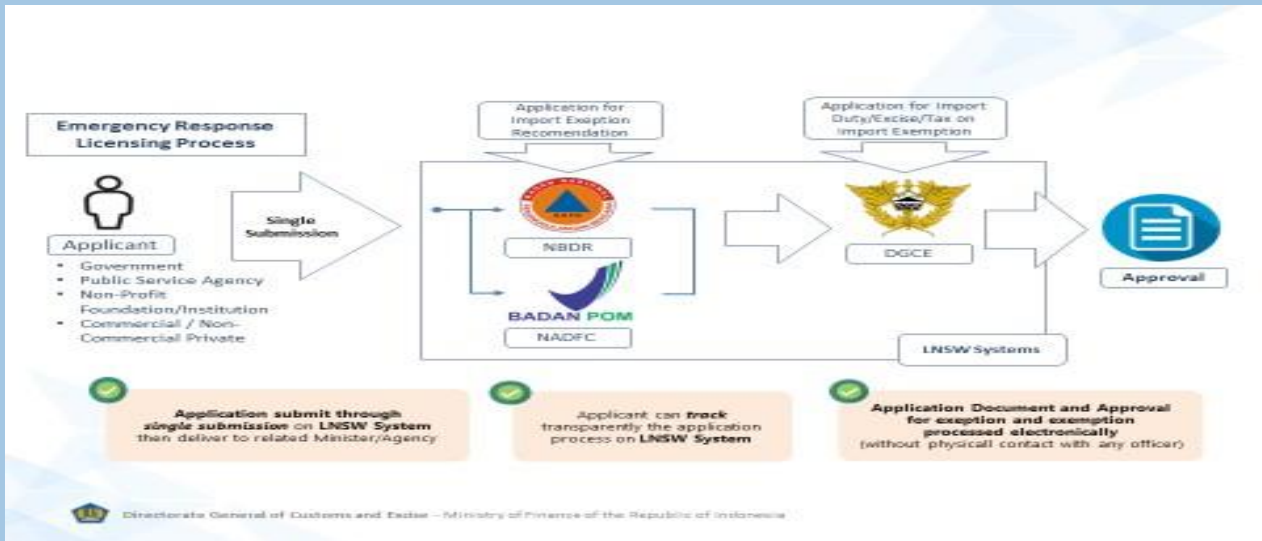 Emergency Response
Licensing Process
Applicant
• Government
• Public Service Agency
• Non-Profit
Foundation/Institution
• Commercial / Non-
Commercial Private
Single
Submission
Application for
Import Exeption
Recomendation
NBDR
BADAN POM
NADFC
Application for Import
Duty/Excise/Tax on
Import Exemption
DGCE
LNSW Systems
Approval
Application submit through
single submission on LNSW System
then deliver to related Minister/Agency
Applicant can track
transparently the application
process on LNSW System
Application Document and Approval
for exeption and exemption
processed electronically
(without physicall contact with any officer)
Directorate General of Customs and Excise – Ministry of Finance of the Republic of Indonesia